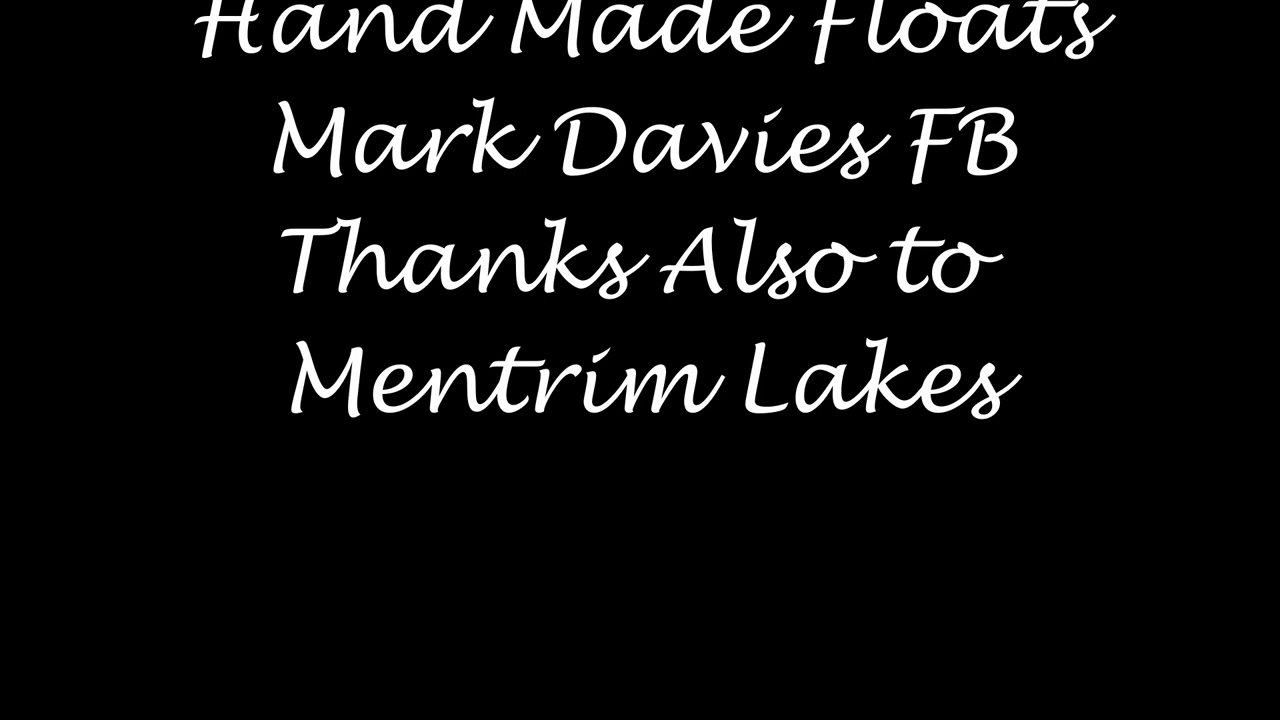 Hand Made Floats
Mark Davies FB
Thanks Also to
Mentrim Lakes